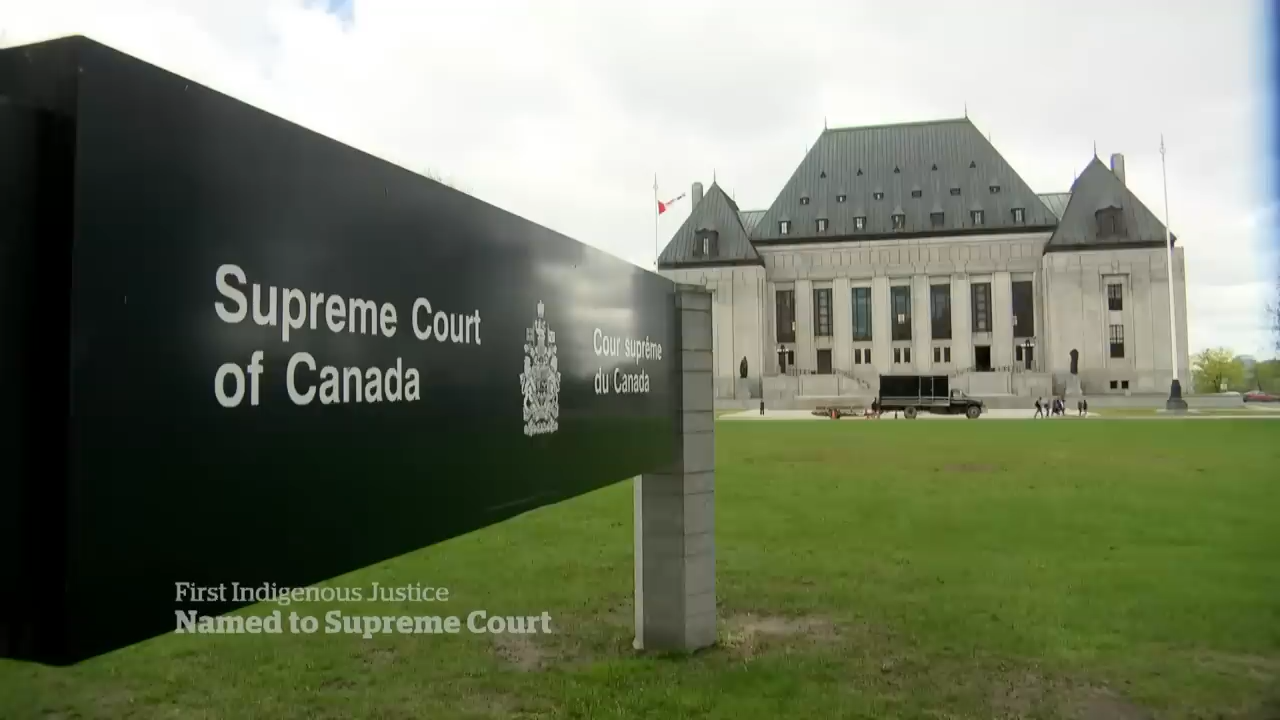 Supreme Court
of Canada
Cour suprême
du Canada
First Indigenous Justice
Named to Supreme Court